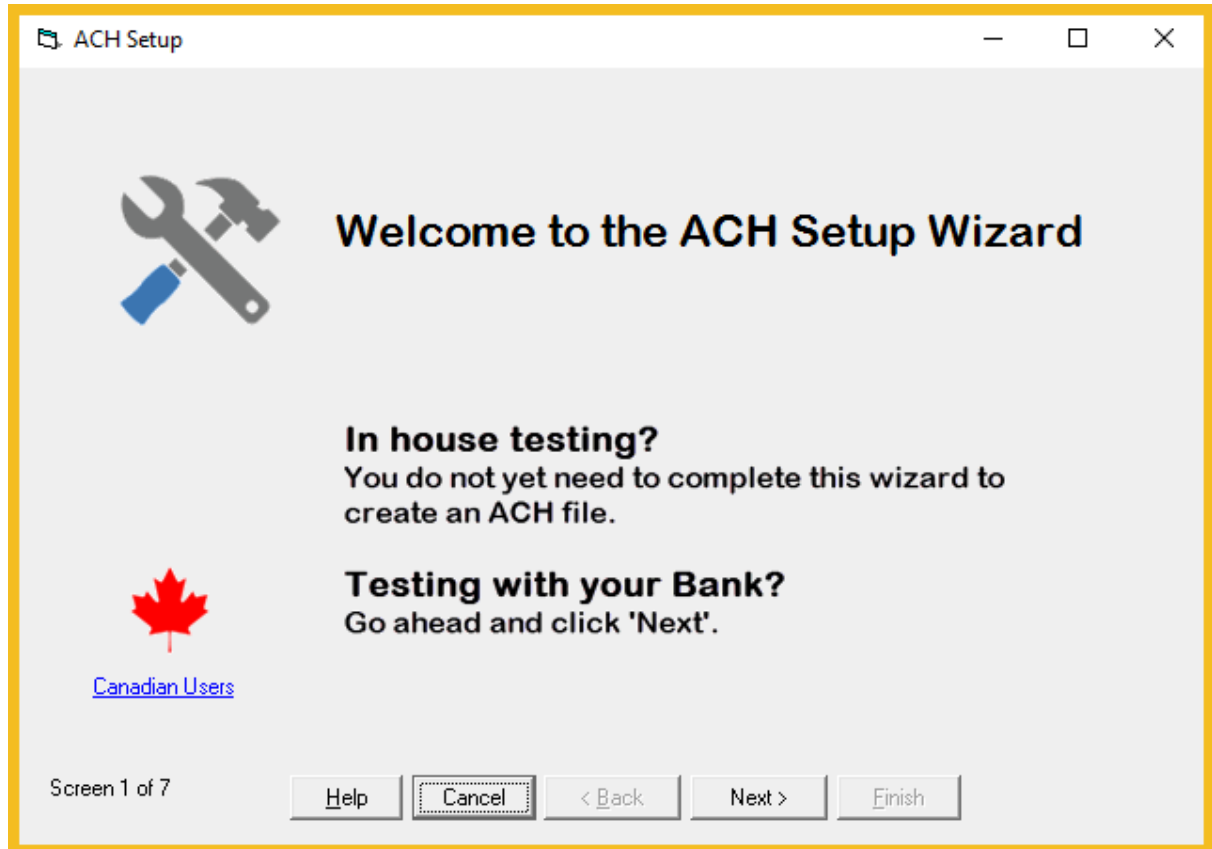 ACH Setup
Welcome to the ACH Setup Wizard
In house testing?
You do not yet need to complete this wizard to
create an ACH file.
Testing with your Bank?
Go ahead and click 'Next'.
Canadian Users
Screen 1 of 7
Help
Cancel
< Back
Next >
Finish